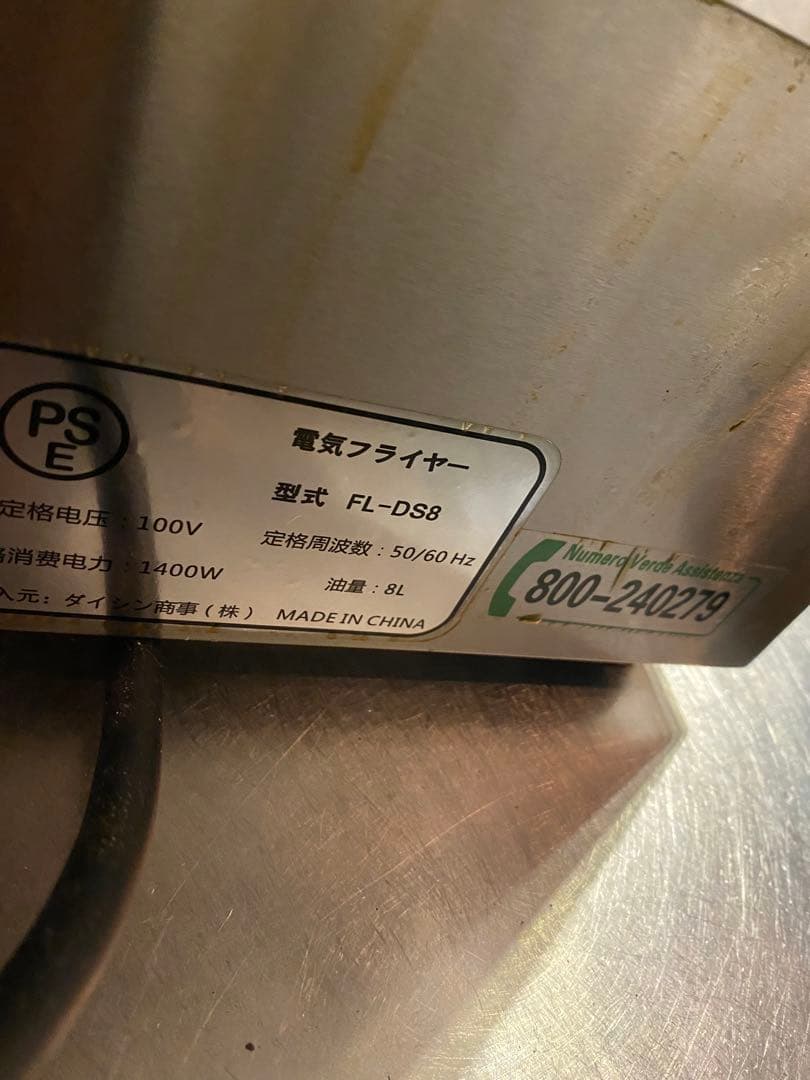 PS
E
電気フライヤー
型式 FL-DS8
定格电压：100V
定格周波数：50/60 Hz
消费电力：1400W
油量：8L
入元：ダイシン商事（株） MADE IN CHINA
Numero Verde Assistenza
800-240279